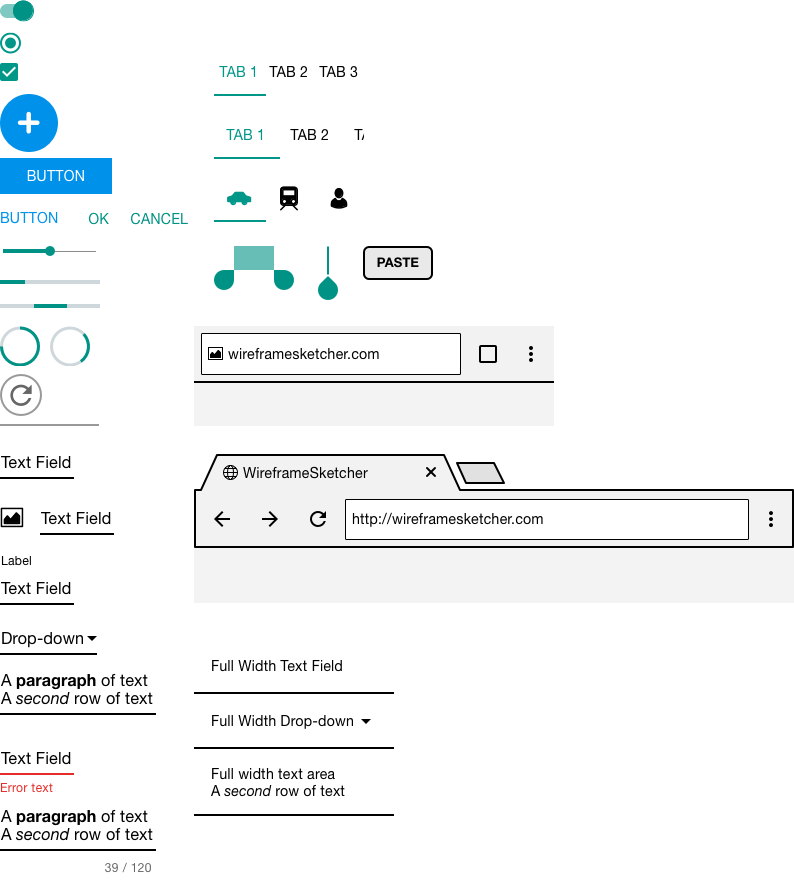 TAB 1 TAB 2 TAB 3
TAB 1 TAB 2
BUTTON
BUTTON OK CANCEL
PASTE
wireframesketcher.com
Text Field
WireframeSketcher
Text Field
http://wireframesketcher.com
Label
Text Field
Drop-down
A paragraph of text
A second row of text
Full Width Text Field
Full Width Drop-down
Text Field
Error text
Full width text area
A second row of text
A paragraph of text
A second row of text
39 / 120